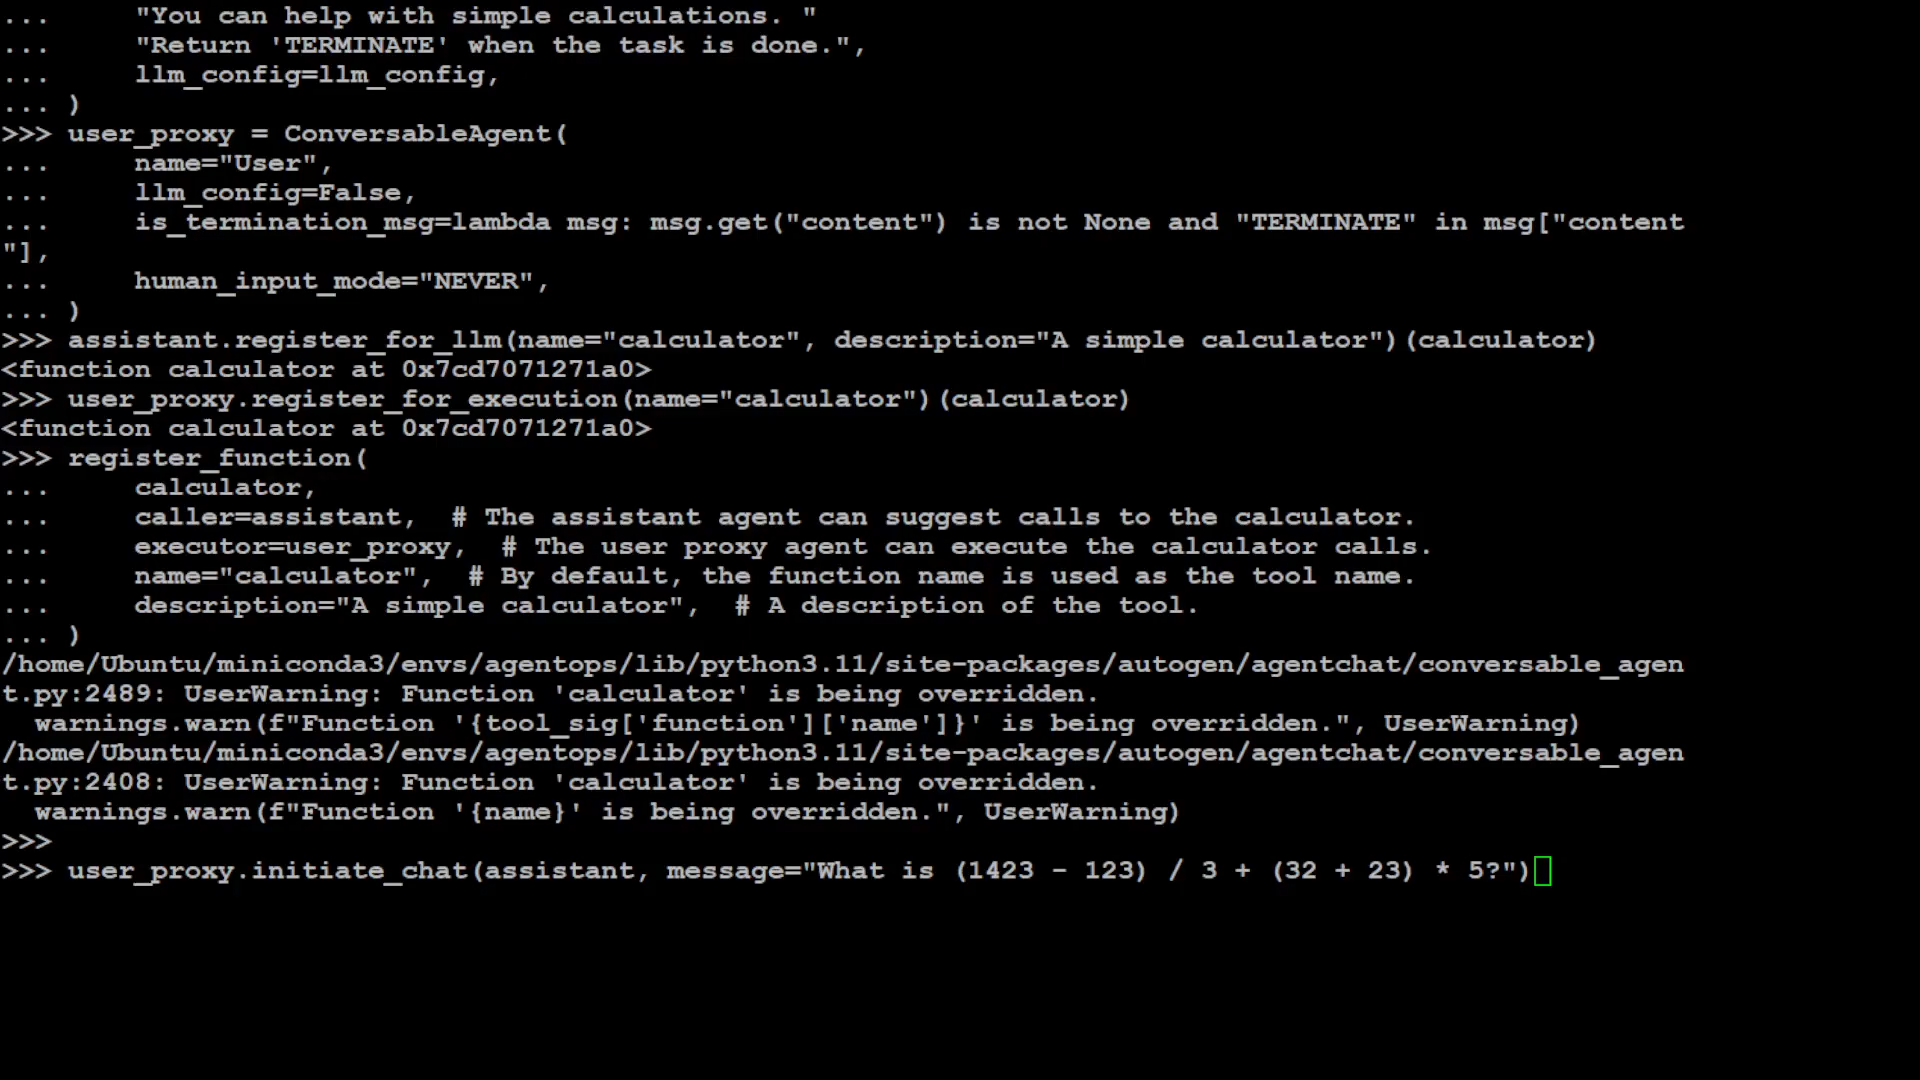 ...     "You can help with simple calculations. "
...     "Return 'TERMINATE' when the task is done.",
...     llm_config=llm_config,
... )
>>> user_proxy = ConversableAgent(
...     name="User",
...     llm_config=False,
...     is_termination_msg=lambda msg: msg.get("content") is not None and "TERMINATE" in msg["content
"],
...     human_input_mode="NEVER",
... )
>>> assistant.register_for_llm(name="calculator", description="A simple calculator")(calculator)
<function calculator at 0x7cd7071271a0>
>>> user_proxy.register_for_execution(name="calculator")(calculator)
<function calculator at 0x7cd7071271a0>
>>> register_function(
...     calculator,
...     caller=assistant,  # The assistant agent can suggest calls to the calculator.
...     executor=user_proxy,  # The user proxy agent can execute the calculator calls.
...     name="calculator",  # By default, the function name is used as the tool name.
...     description="A simple calculator",  # A description of the tool.
... )
/home/Ubuntu/miniconda3/envs/agentops/lib/python3.11/site-packages/autogen/agentchat/conversable_agen
t.py:2489: UserWarning: Function 'calculator' is being overridden.
  warnings.warn(f"Function '{tool_sig['function']['name']}' is being overridden.", UserWarning)
/home/Ubuntu/miniconda3/envs/agentops/lib/python3.11/site-packages/autogen/agentchat/conversable_agen
t.py:2408: UserWarning: Function 'calculator' is being overridden.
  warnings.warn(f"Function '{name}' is being overridden.", UserWarning)
>>>
>>> user_proxy.initiate_chat(assistant, message="What is (1423 - 123) / 3 + (32 + 23) * 5?")